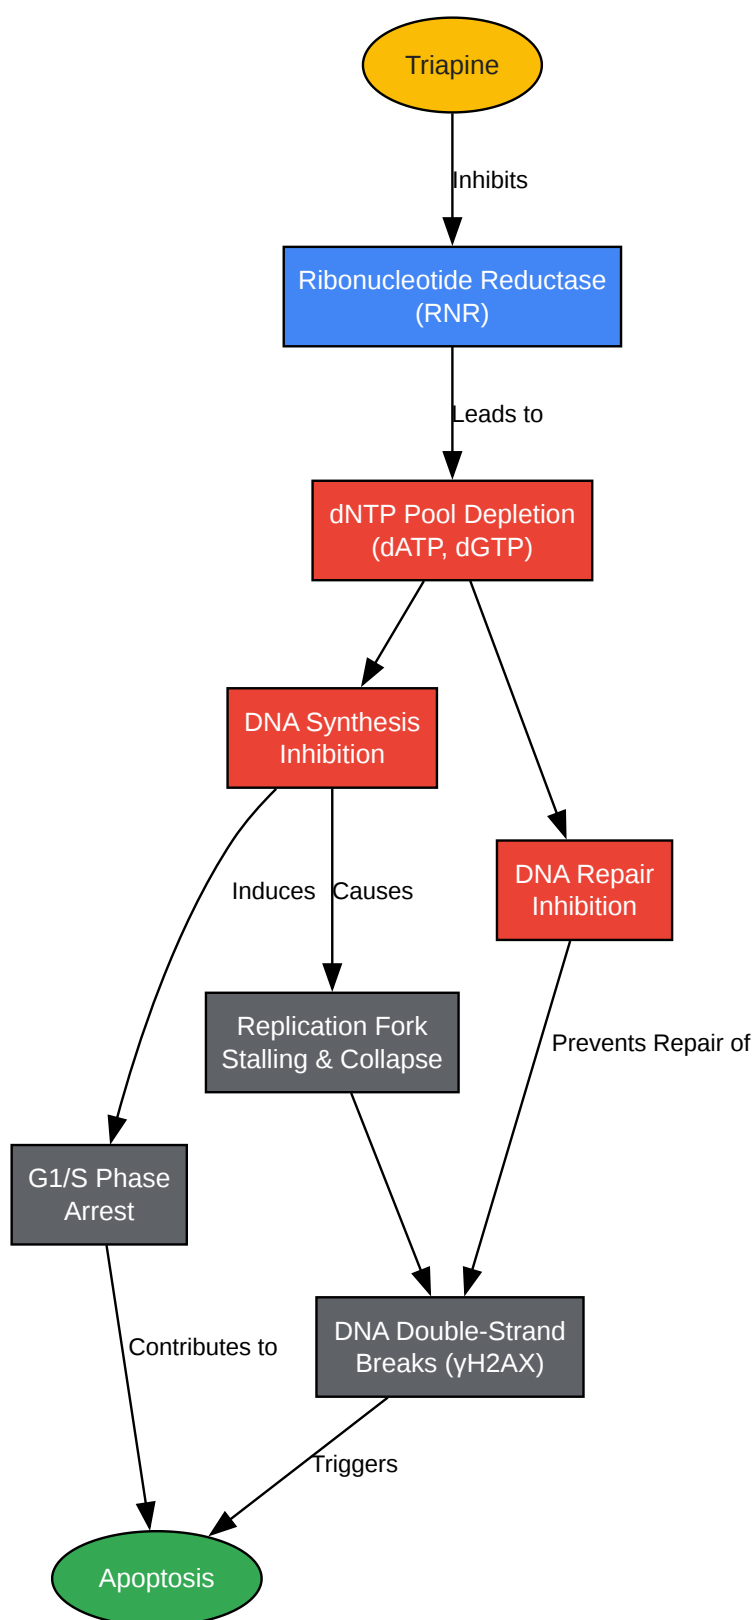 Triapine
Inhibits
Ribonucleotide Reductase
(RNR)
Leads to
dNTP Pool Depletion
(dATP, dGTP)
DNA Synthesis
Inhibition
DNA Repair
Inhibition
Induces
Causes
Replication Fork
Stalling & Collapse
Prevents Repair of
G1/S Phase
Arrest
DNA Double-Strand
Breaks (γH2AX)
Contributes to
Triggers
Apoptosis